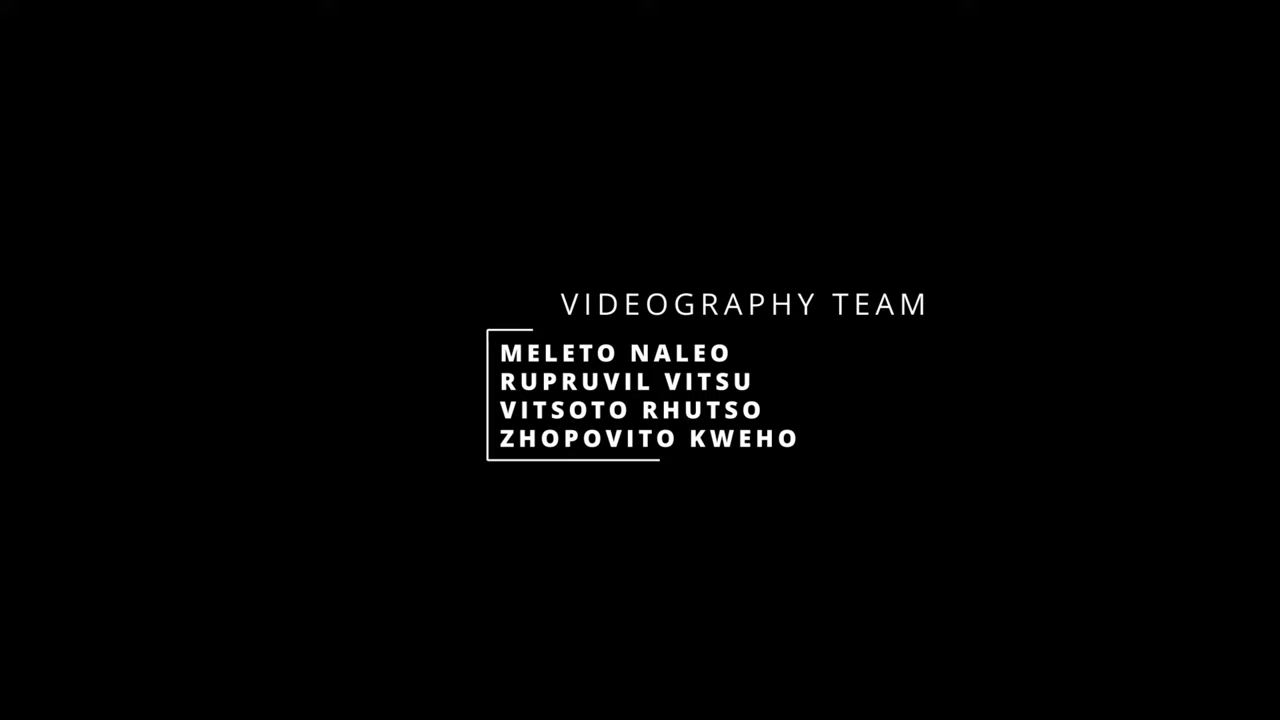 VIDEOGRAPHY TEAM
MELETO NALEO
RUPRUVIL VITSU
VITSOTO RHUTSO
ZHOPOVITO KWEHO